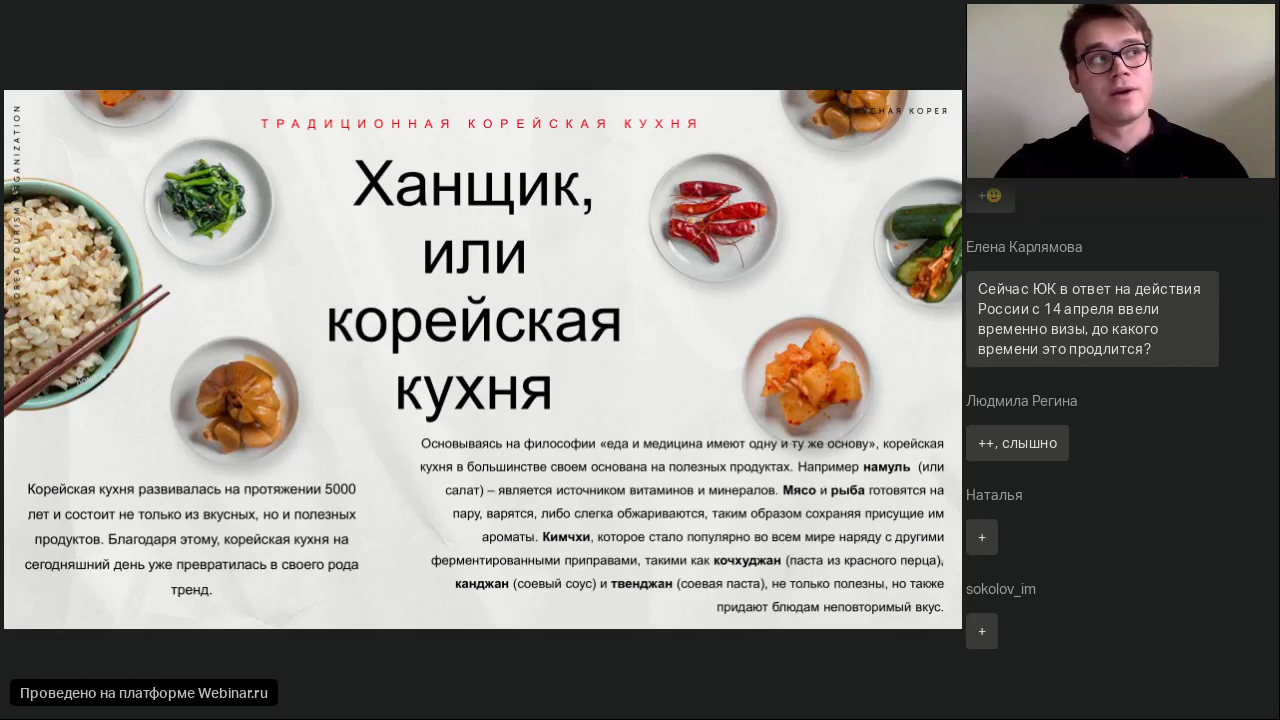 ТРАДИЦИОННАЯ КОРЕЙСКАЯ КУХНЯ
КОРЕЯ
KOREA TOURISM ORGANIZATION
Ханщик,
или
корейская
кухня
Корейская кухня развивалась на протяжении 5000
лет и состоит не только из вкусных, но и полезных
продуктов. Благодаря этому, корейская кухня на
сегодняшний день уже превратилась в своего рода
тренд.
Основываясь на философии «еда и медицина имеют одну и ту же основу», корейская
кухня в большинстве своем основана на полезных продуктах. Например намуль (или
салат) – является источником витаминов и минералов. Мясо и рыба готовятся на
пару, варятся, либо слегка обжариваются, таким образом сохраняя присущие им
ароматы. Кимчхи, которое стало популярно во всем мире наряду с другими
ферментированными приправами, такими как кочхуджан (паста из красного перца),
канджан (соевый соус) и твенджан (соевая паста), не только полезны, но также
придают блюдам неповторимый вкус.
+🙂
Елена Карлямова
Сейчас ЮК в ответ на действия
России с 14 апреля ввели
временно визы, до какого
времени это продлится?
Людмила Регина
++, слышно
Наталья
+
sokolov_im
+
Проведено на платформе Webinar.ru